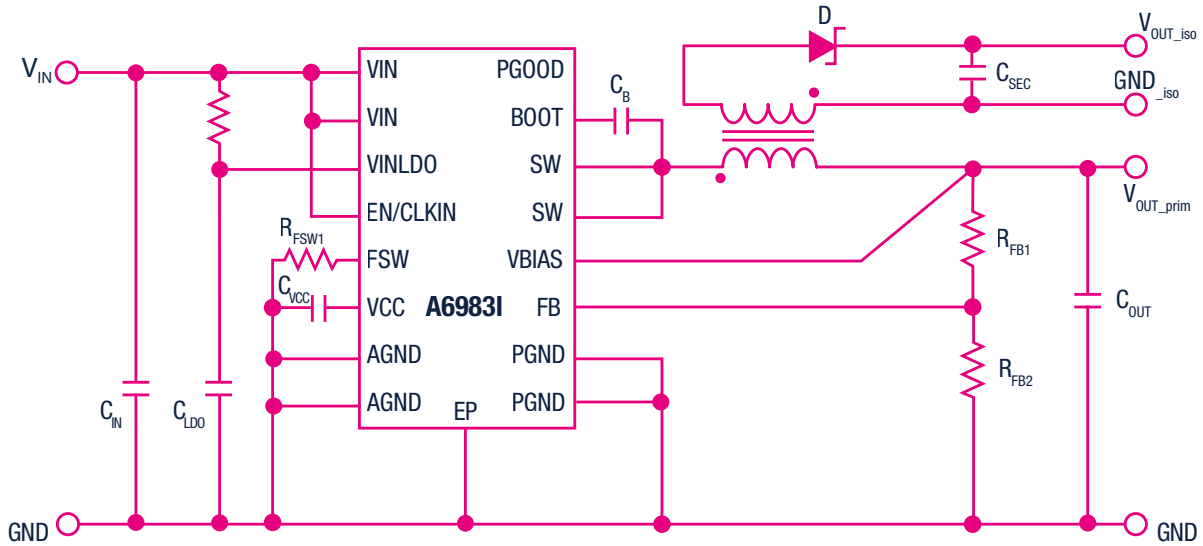 D
V_OUT_iso
V_IN
VIN
PGOOD
C_B
C_SEC
GND_iso
VIN
BOOT
VINLDO
SW
V_OUT_prim
EN/CLKIN
SW
R_FSW1
FSW
VBIAS
R_FB1
C_VCC
VCC
A6983I
FB
C_OUT
AGND
PGND
R_FB2
AGND
PGND
C_IN
C_LDO
EP
GND
GND